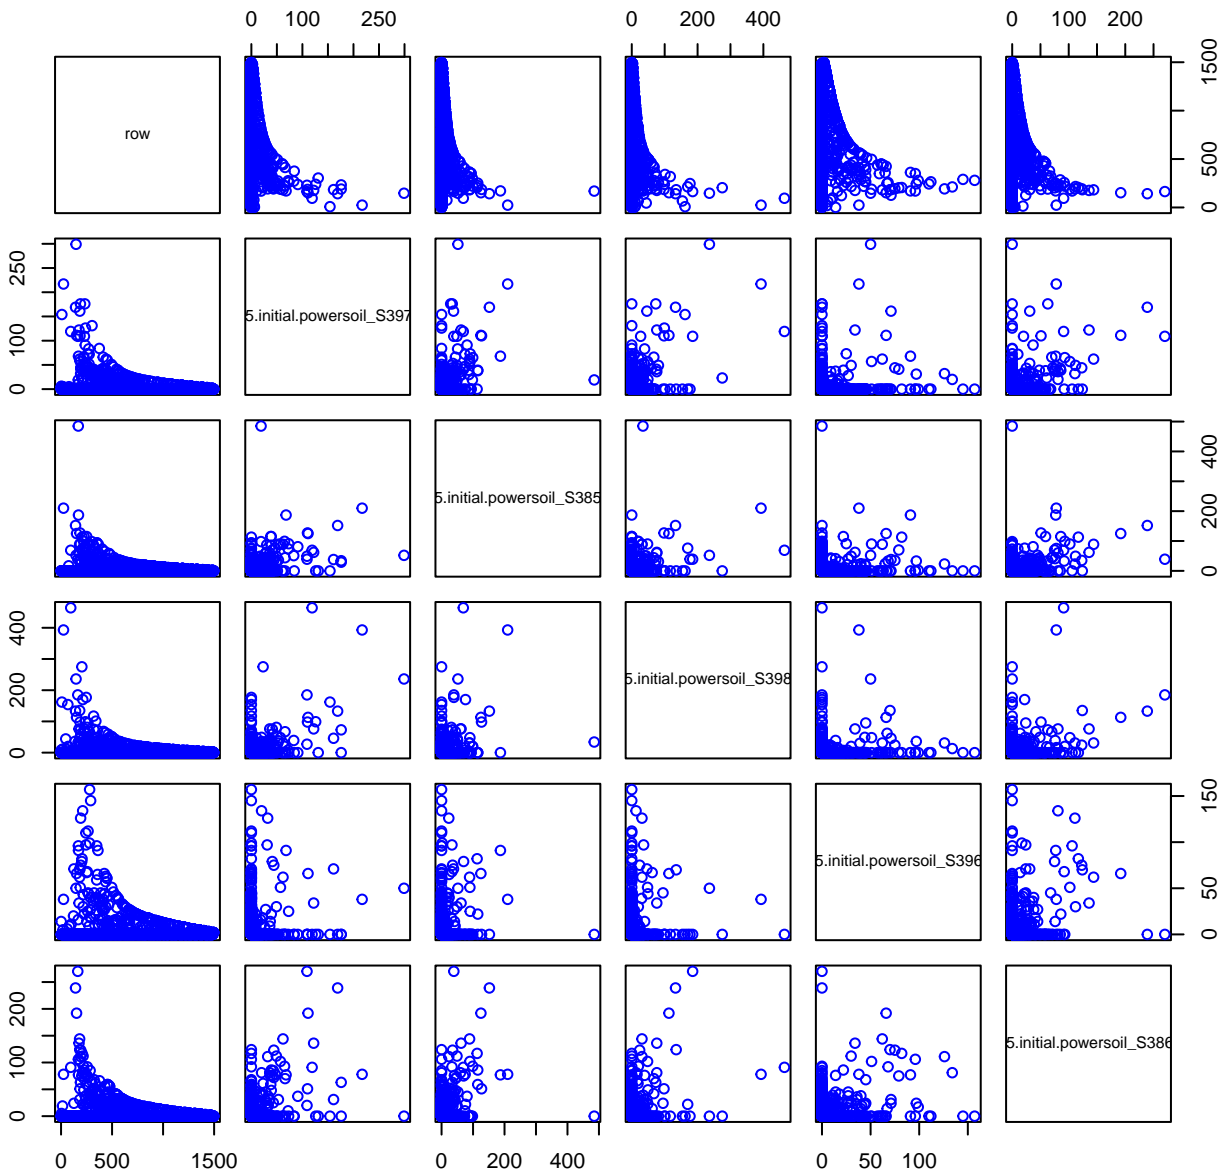 0 100 250
0 200 400
0 100 200
row
0 500 1500
0 100 250
5.initial.powersoil_S397
5.initial.powersoil_S385
0 200 400
0 200 400
5.initial.powersoil_S398
5.initial.powersoil_S396
0 50 150
0 100 200
5.initial.powersoil_S386
0 500 1500
0 200 400
0 50 100